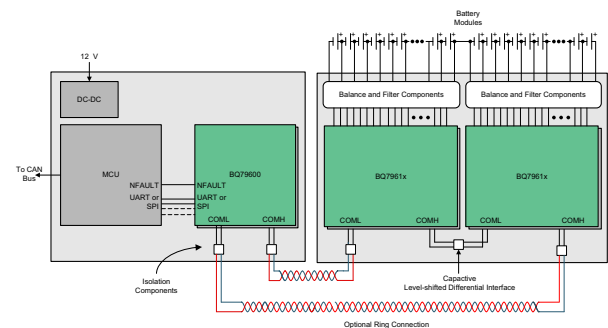 Battery
Modules
12 V
DC-DC
Balance and Filter Components
Balance and Filter Components
To CAN
Bus
MCU
NFAULT
UART or
SPI
BQ79600
NFAULT
UART or
SPI
COML
COMH
BQ7961x
COML
COMH
BQ7961x
COML
COMH
Isolation
Components
Capactive
Level-shifted Differential Interface
Optional Ring Connection